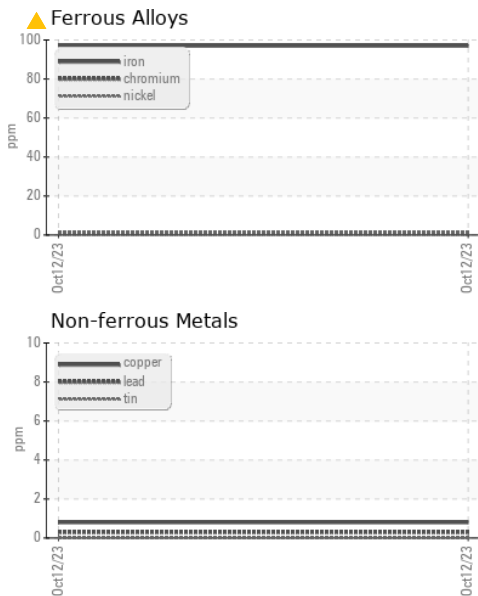 Ferrous Alloys
100
80
60
40
20
0
ppm
iron
chromium
nickel
Oct12/23
Oct12/23
Non-ferrous Metals
10
8
6
4
2
0
ppm
copper
lead
tin
Oct12/23
Oct12/23